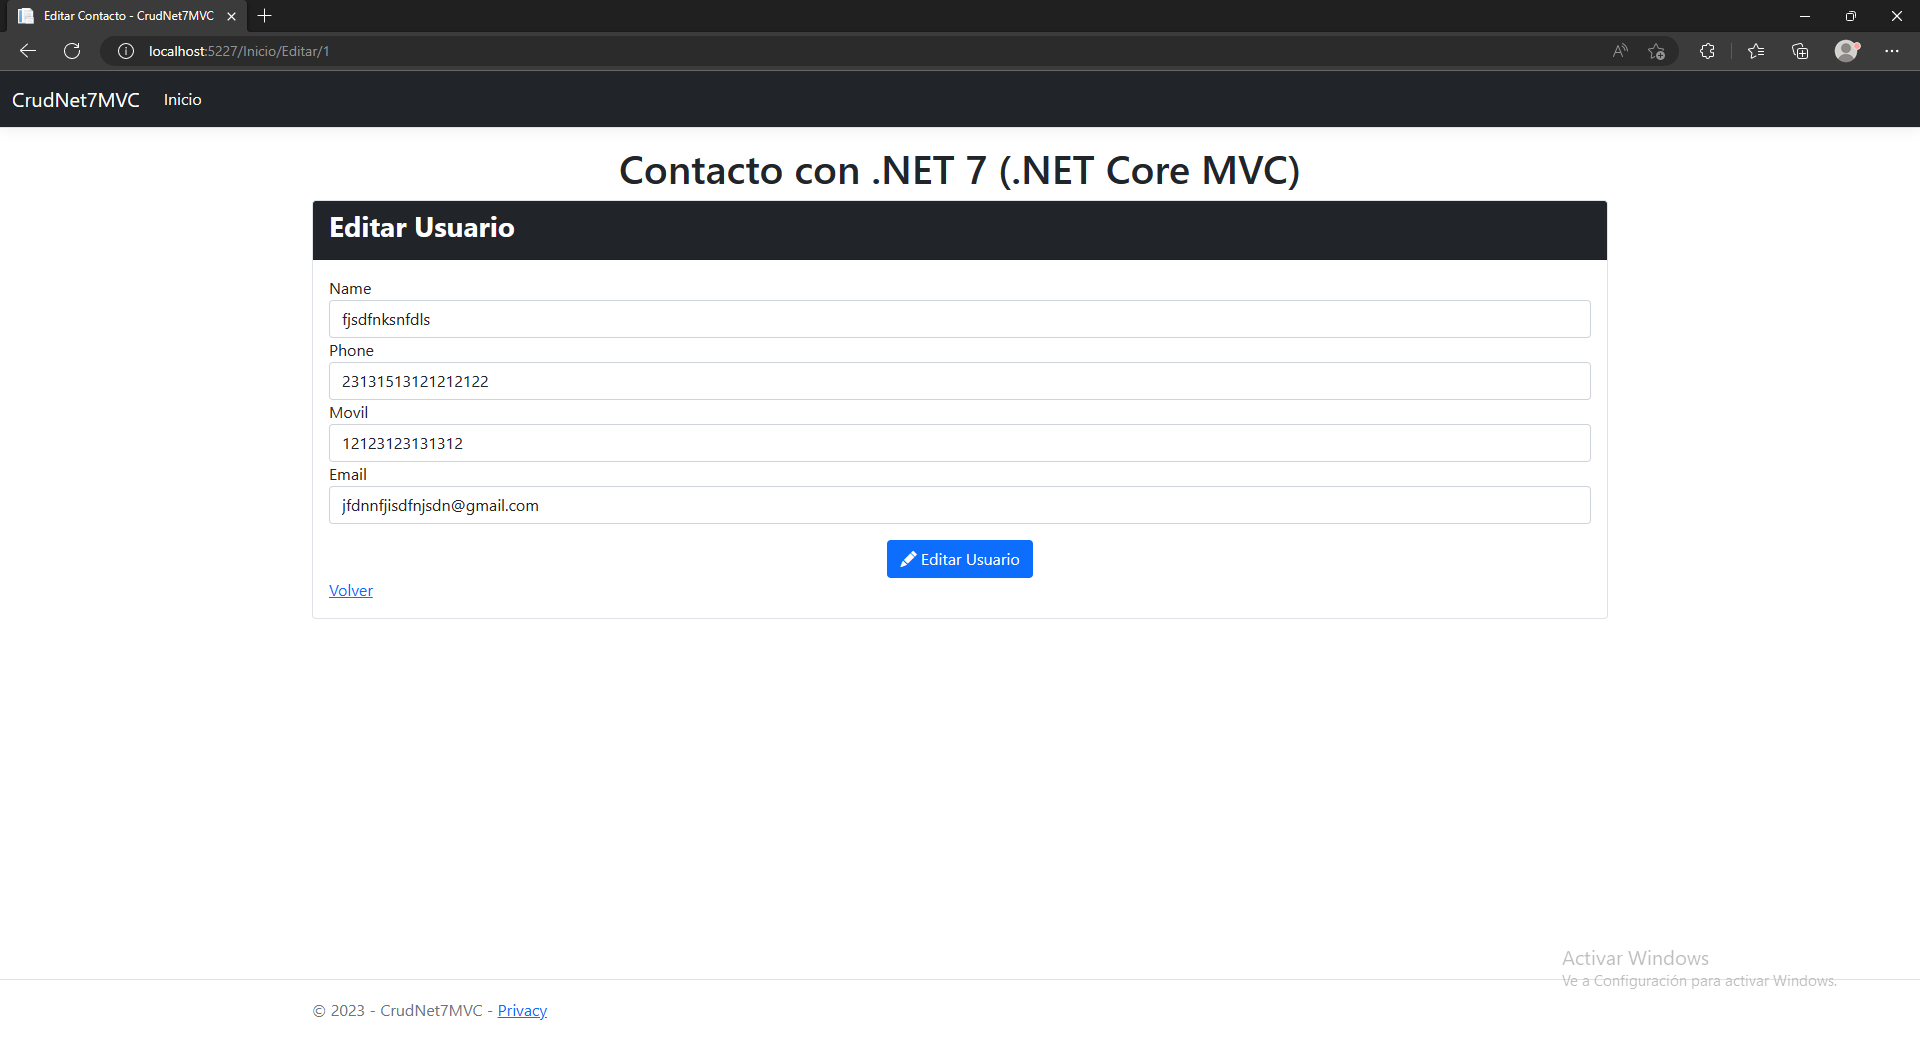 Editar Contacto - CrudNet7MVC
localhost:5227/Inicio/Editar/1
CrudNet7MVC Inicio
Contacto con .NET 7 (.NET Core MVC)
Editar Usuario
Name
fjsdfnksnfdls
Phone
23131513121212122
Movil
12123123131312
Email
jfdnnfjisdfnjsdn@gmail.com
Editar Usuario
Volver
Activar Windows
Ve a Configuración para activar Windows.
© 2023 - CrudNet7MVC - Privacy